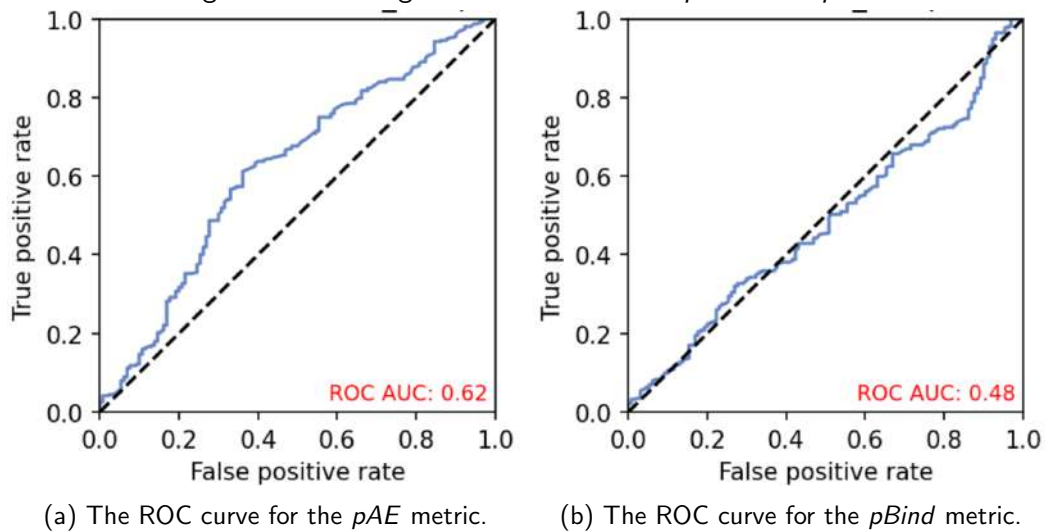 1.0
0.8
0.6
0.4
0.2
0.0
True positive rate
0.0 0.2 0.4 0.6 0.8 1.0
False positive rate
ROC AUC: 0.62
(a) The ROC curve for the pAE metric.
1.0
0.8
0.6
0.4
0.2
0.0
True positive rate
0.0 0.2 0.4 0.6 0.8 1.0
False positive rate
ROC AUC: 0.48
(b) The ROC curve for the pBind metric.